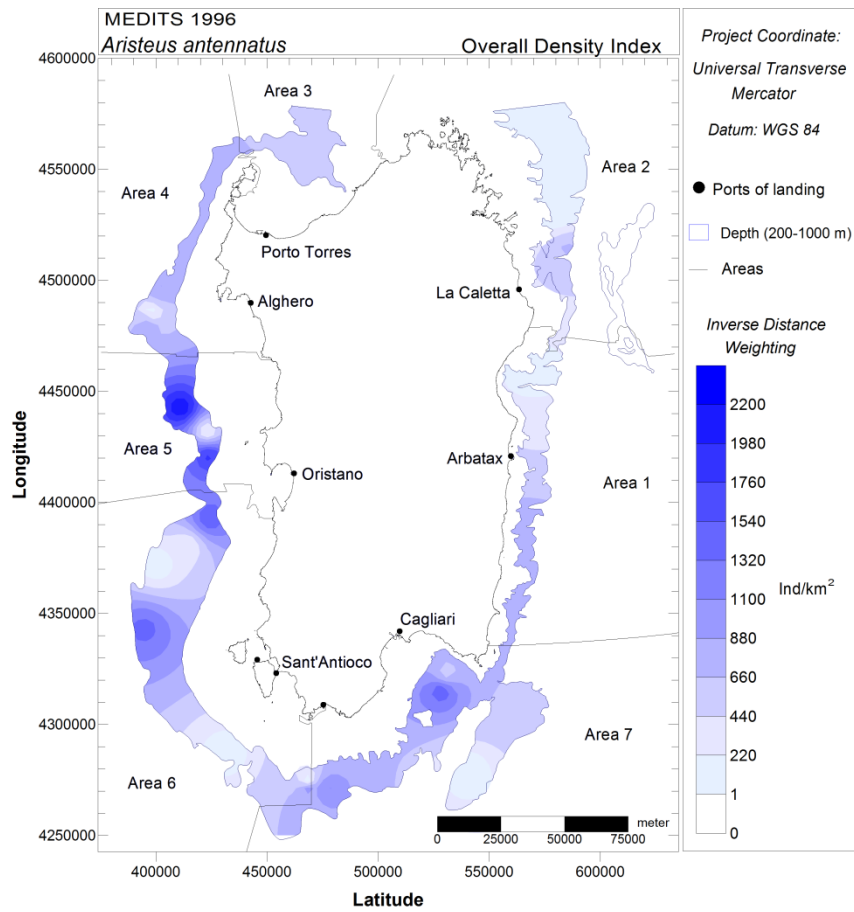 MEDITS 1996
Aristeus antennatus
Overall Density Index
4600000
4550000
4500000
4450000
4400000
4350000
4300000
4250000
Longitude
400000
450000
500000
550000
600000
Latitude
Area 3
Area 4
Area 2
Porto Torres
Alghero
La Caletta
Area 5
Oristano
Arbatax
Area 1
Cagliari
Sant'Antioco
Area 6
Area 7
meter
0
25000
50000
75000
Project Coordinate:
Universal Transverse
Mercator
Datum: WGS 84
Ports of landing
Depth (200-1000 m)
Areas
Inverse Distance
Weighting
2200
1980
1760
1540
1320
1100
880
660
440
220
1
0
Ind/km²